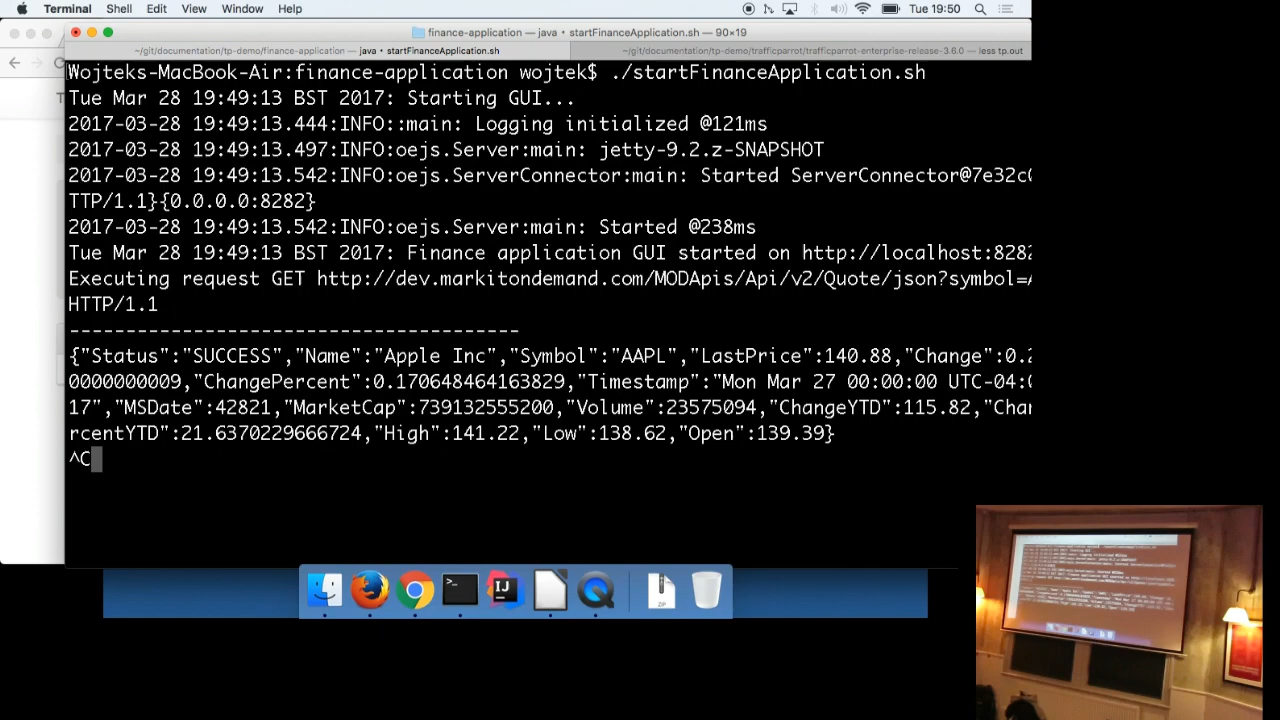 Terminal Shell Edit View Window Help Tue 19:50
finance-application — java • startFinanceApplication.sh — 90×19
~/git/documentation/tp-demo/finance-application — java • startFinanceApplication.sh ~/git/documentation/tp-demo/trafficparrot/trafficparrot-enterprise-release-3.6.0 — less tp.out
Wojteks-MacBook-Air:finance-application wojtek$ ./startFinanceApplication.sh
Tue Mar 28 19:49:13 BST 2017: Starting GUI...
2017-03-28 19:49:13.444:INFO::main: Logging initialized @121ms
2017-03-28 19:49:13.497:INFO:oejs.Server:main: jetty-9.2.z-SNAPSHOT
2017-03-28 19:49:13.542:INFO:oejs.ServerConnector:main: Started ServerConnector@7e32c
TTP/1.1}{0.0.0.0:8282}
2017-03-28 19:49:13.542:INFO:oejs.Server:main: Started @238ms
Tue Mar 28 19:49:13 BST 2017: Finance application GUI started on http://localhost:8282
Executing request GET http://dev.markitondemand.com/MODApis/Api/v2/Quote/json?symbol=A
HTTP/1.1
----------------------------------------
{"Status":"SUCCESS","Name":"Apple Inc","Symbol":"AAPL","LastPrice":140.88,"Change":0.2
0000000009,"ChangePercent":0.170648464163829,"Timestamp":"Mon Mar 27 00:00:00 UTC-04:0
17","MSDate":42821,"MarketCap":739132555200,"Volume":23575094,"ChangeYTD":115.82,"Cha
rcentYTD":21.6370229666724,"High":141.22,"Low":138.62,"Open":139.39}
^C
IJ
ZIP